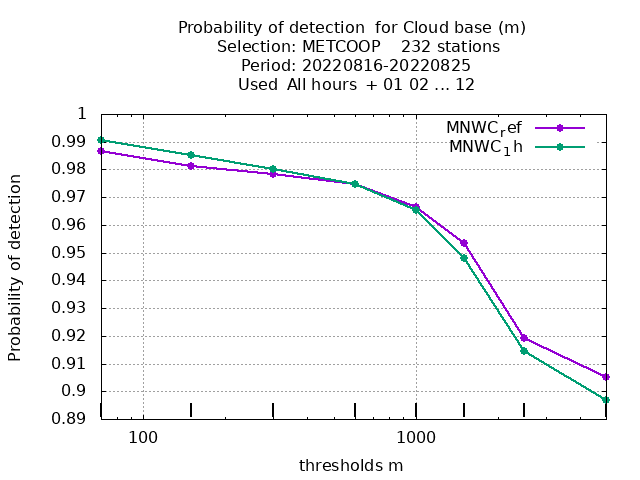 Probability of detection  for Cloud base (m)
Selection: METCOOP    232 stations
Period: 20220816-20220825
Used  All hours  + 01 02 ... 12
MNWC_ref
MNWC_1h
1
0.99
0.98
0.97
0.96
0.95
0.94
0.93
0.92
0.91
0.9
0.89
Probability of detection
100
1000
thresholds m